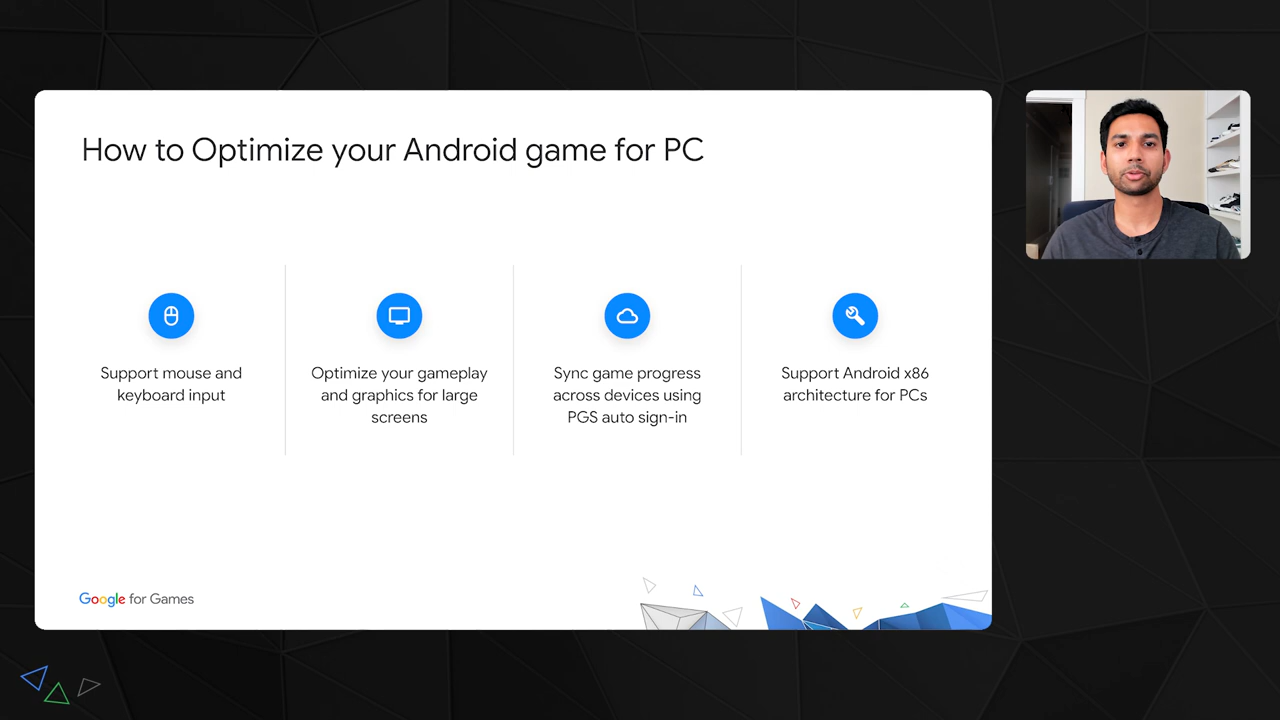 How to Optimize your Android game for PC
Support mouse and
keyboard input
Optimize your gameplay
and graphics for large
screens
Sync game progress
across devices using
PGS auto sign-in
Support Android x86
architecture for PCs
Google for Games